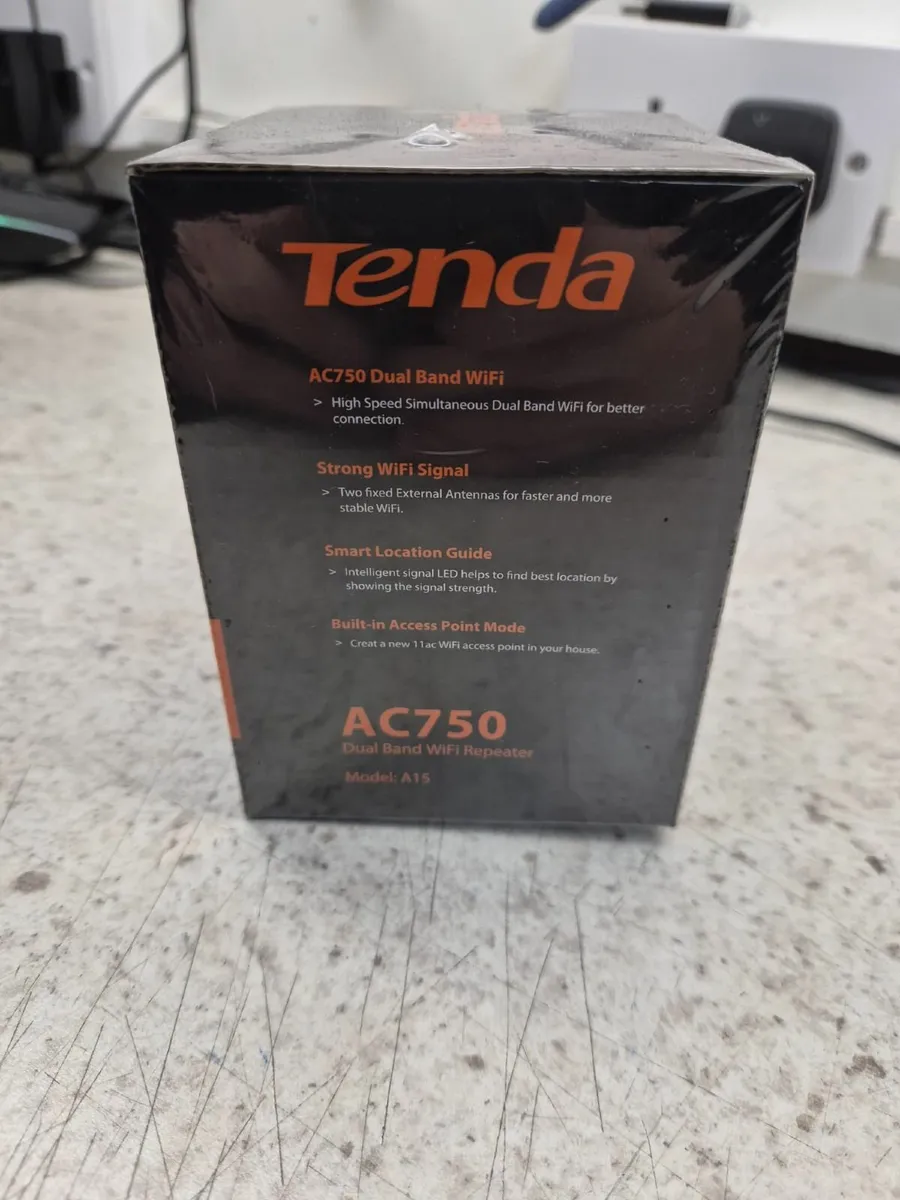 Tenda
AC750 Dual Band WiFi
> High Speed Simultaneous Dual Band WiFi for better
connection.
Strong WiFi Signal
> Two fixed External Antennas for faster and more
stable WiFi.
Smart Location Guide
> Intelligent signal LED helps to find best location by
showing the signal strength.
Built-in Access Point Mode
> Creat a new 11ac WiFi access point in your house.
AC750
Dual Band WiFi Repeater
Model: A15